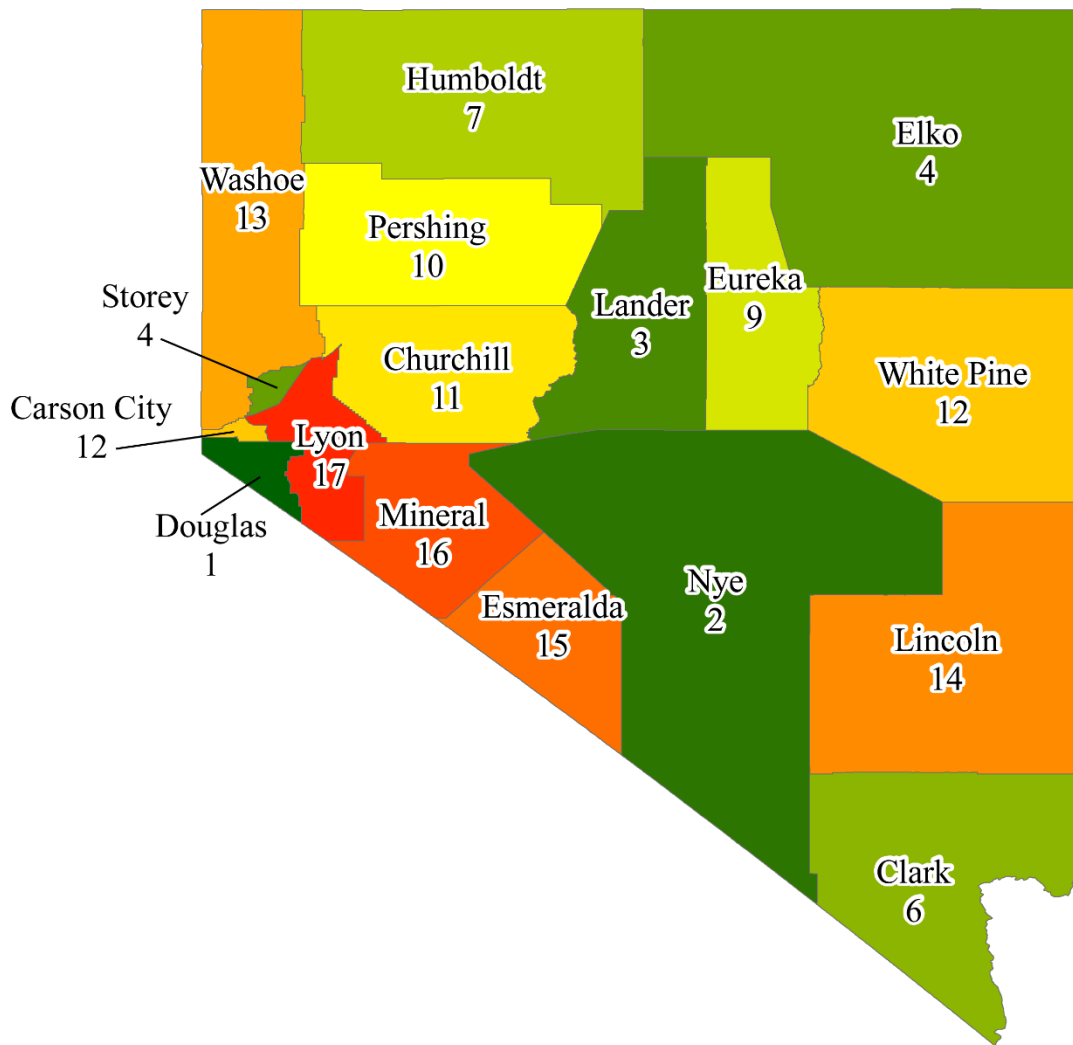 Humboldt
7
Elko
4
Washoe
13
Pershing
10
Eureka
9
Storey
4
Lander
3
Churchill
11
White Pine
12
Carson City
12
Lyon
17
Douglas
1
Mineral
16
Nye
2
Esmeralda
15
Lincoln
14
Clark
6